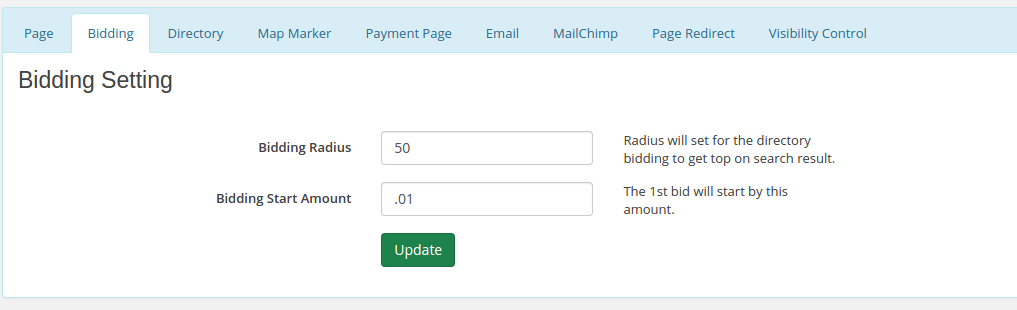 Page Bidding Directory Map Marker Payment Page Email MailChimp Page Redirect Visibility Control
Bidding Setting
Bidding Radius 50 Radius will set for the directory
bidding to get top on search result.
Bidding Start Amount .01 The 1st bid will start by this
amount.
Update